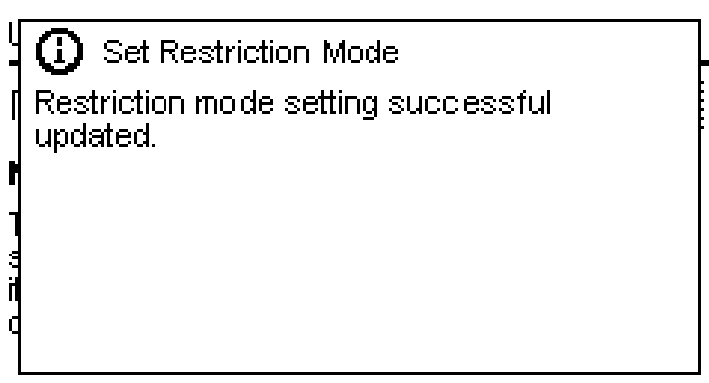 Set Restriction Mode
Restriction mode setting successful
updated.